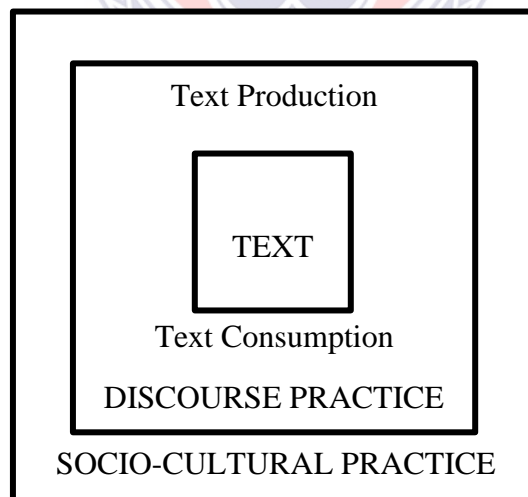 Text Production
TEXT
Text Consumption
DISCOURSE PRACTICE
SOCIO-CULTURAL PRACTICE